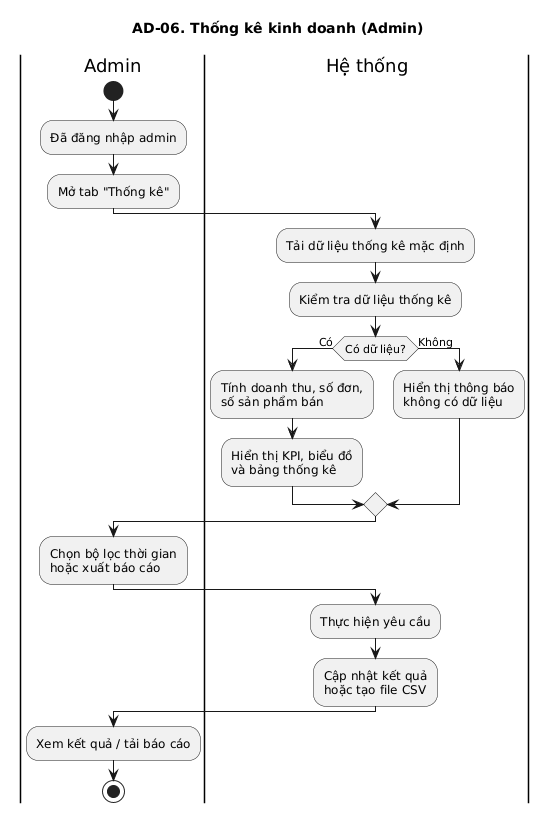 AD-06. Thống kê kinh doanh (Admin)
Admin
Hệ thống
Đã đăng nhập admin
Mở tab "Thống kê"
Tải dữ liệu thống kê mặc định
Kiểm tra dữ liệu thống kê
Có dữ liệu?
Có
Không
Tính doanh thu, số đơn,
số sản phẩm bán
Hiển thị KPI, biểu đồ
và bảng thống kê
Hiển thị thông báo
không có dữ liệu
Chọn bộ lọc thời gian
hoặc xuất báo cáo
Thực hiện yêu cầu
Cập nhật kết quả
hoặc tạo file CSV
Xem kết quả / tải báo cáo